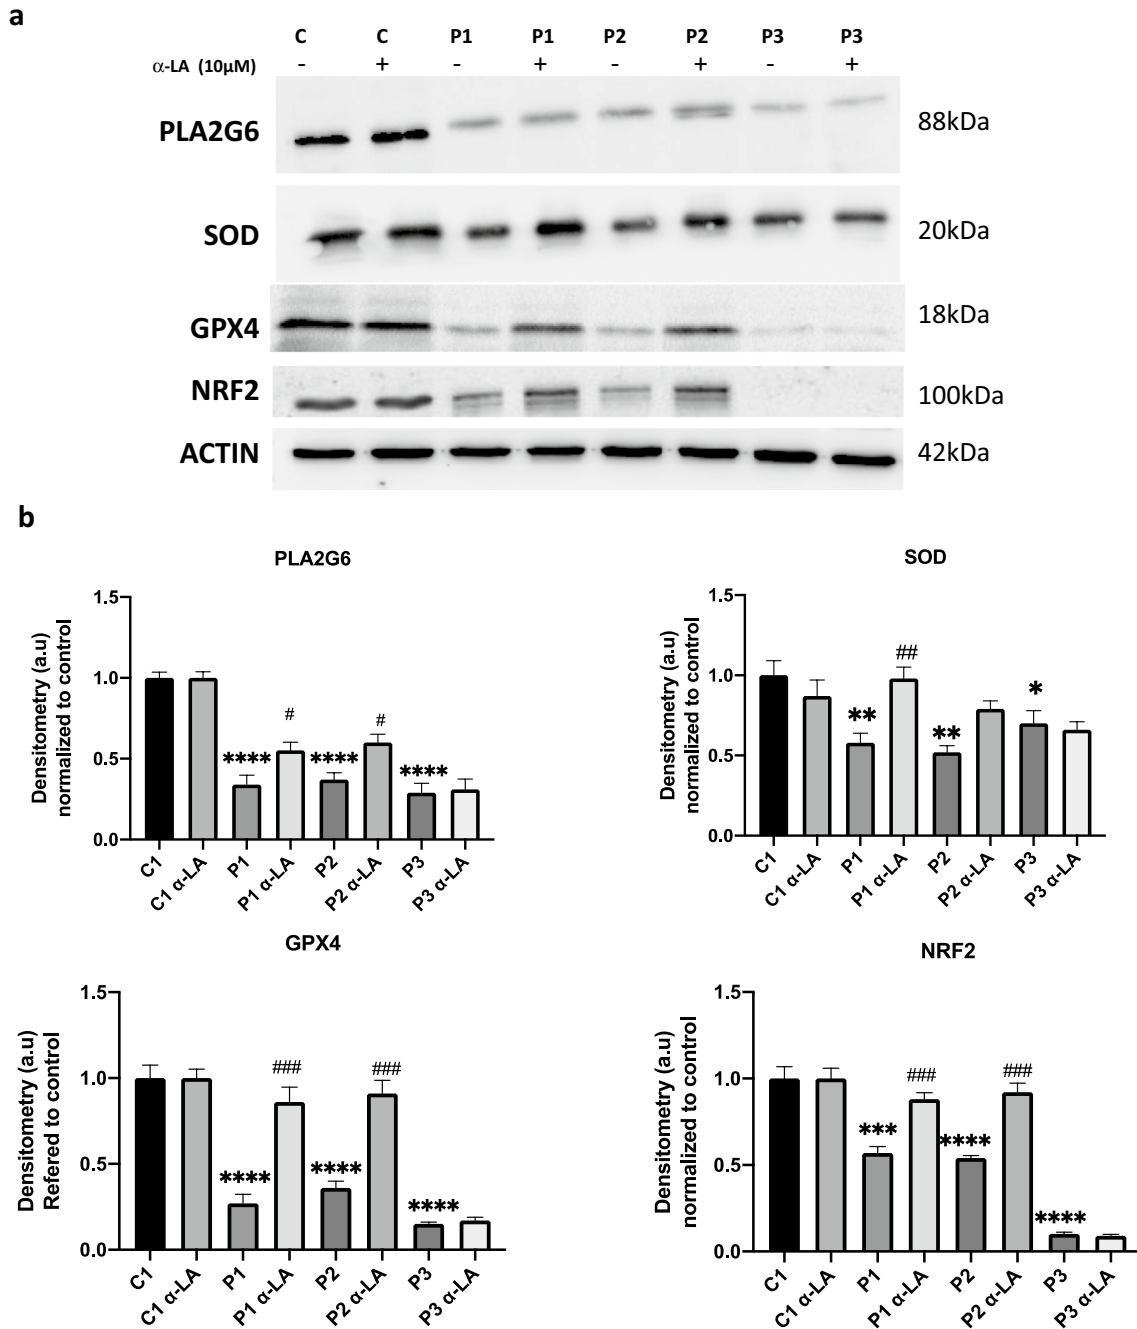 a
C C P1 P1 P2 P2 P3 P3
α-LA (10μM) - + - + - + - +
PLA2G6 88kDa
SOD 20kDa
GPX4 18kDa
NRF2 100kDa
ACTIN 42kDa
b
PLA2G6
Densitometry (a.u)
normalized to control
1.5
1.0
0.5
0.0
**** # **** # ****
C1 C1 α-LA P1 P1 α-LA P2 P2 α-LA P3 P3 α-LA
SOD
Densitometry (a.u)
normalized to control
1.5
1.0
0.5
0.0
** ## ** *
C1 C1 α-LA P1 P1 α-LA P2 P2 α-LA P3 P3 α-LA
GPX4
Densitometry (a.u)
Refered to control
1.5
1.0
0.5
0.0
**** ### **** ### ****
C1 C1 α-LA P1 P1 α-LA P2 P2 α-LA P3 P3 α-LA
NRF2
Densitometry (a.u)
normalized to control
1.5
1.0
0.5
0.0
*** ### **** ### ****
C1 C1 α-LA P1 P1 α-LA P2 P2 α-LA P3 P3 α-LA